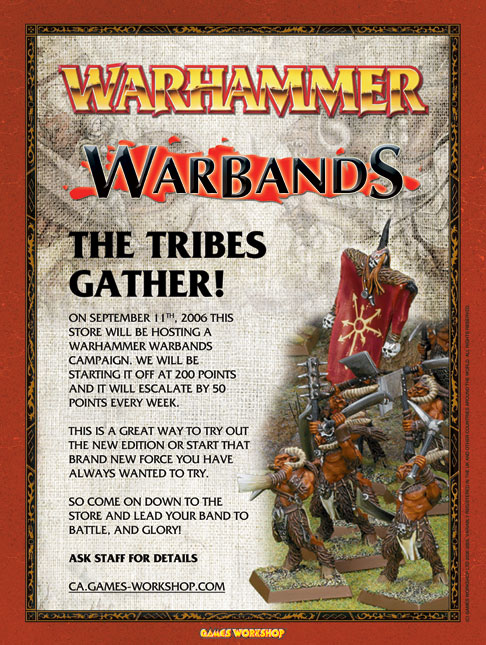 WARHAMMER
WARBANDS
THE TRIBES
GATHER!
ON SEPTEMBER 11TH, 2006 THIS
STORE WILL BE HOSTING A
WARHAMMER WARBANDS
CAMPAIGN. WE WILL BE
STARTING IT OFF AT 200 POINTS
AND IT WILL ESCALATE BY 50
POINTS EVERY WEEK.
THIS IS A GREAT WAY TO TRY OUT
THE NEW EDITION OR START THAT
BRAND NEW FORCE YOU HAVE
ALWAYS WANTED TO TRY.
SO COME ON DOWN TO THE
STORE AND LEAD YOUR BAND TO
BATTLE, AND GLORY!
ASK STAFF FOR DETAILS
CA.GAMES-WORKSHOP.COM
GAMES WORKSHOP